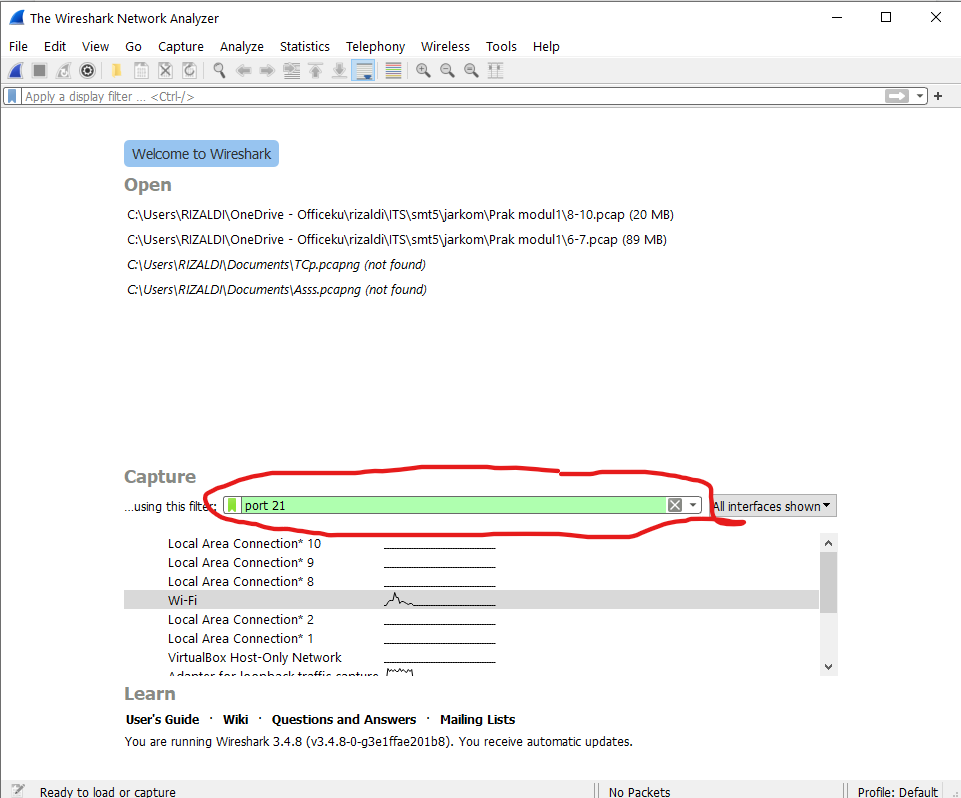 The Wireshark Network Analyzer
File Edit View Go Capture Analyze Statistics Telephony Wireless Tools Help
Apply a display filter ... <Ctrl-/>
Welcome to Wireshark
Open
C:\Users\RIZALDI\OneDrive - Officeku\rizaldi\ITS\smt5\jarkom\Prak modul1\8-10.pcap (20 MB)
C:\Users\RIZALDI\OneDrive - Officeku\rizaldi\ITS\smt5\jarkom\Prak modul1\6-7.pcap (89 MB)
C:\Users\RIZALDI\Documents\TCp.pcapng (not found)
C:\Users\RIZALDI\Documents\Asss.pcapng (not found)
Capture
...using this filter: port 21 All interfaces shown
Local Area Connection* 10
Local Area Connection* 9
Local Area Connection* 8
Wi-Fi
Local Area Connection* 2
Local Area Connection* 1
VirtualBox Host-Only Network
Adapter for loopback traffic capture
Learn
User's Guide · Wiki · Questions and Answers · Mailing Lists
You are running Wireshark 3.4.8 (v3.4.8-0-g3e1ffae201b8). You receive automatic updates.
Ready to load or capture No Packets Profile: Default